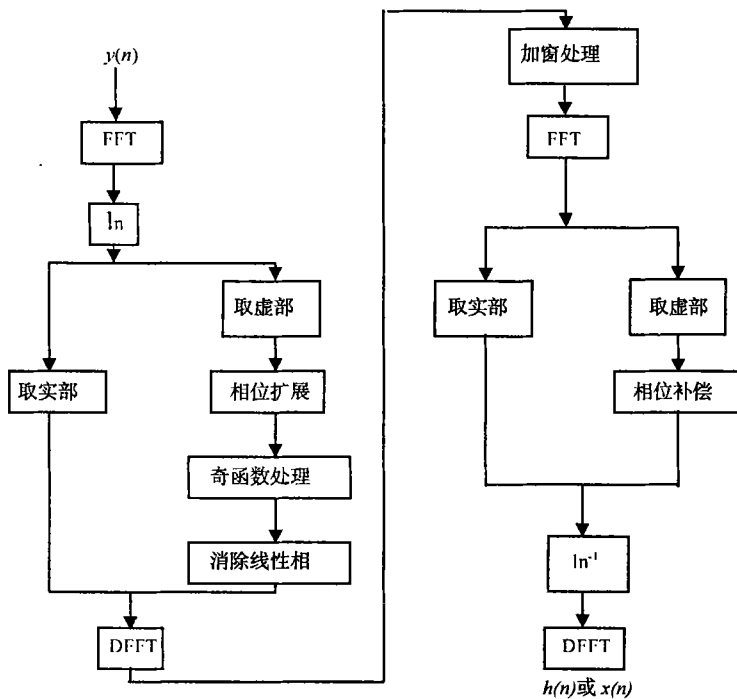 y(n)
FFT
ln
取虚部
取实部
相位扩展
奇函数处理
消除线性相
DFFT
加窗处理
FFT
取实部
取虚部
相位补偿
ln⁻¹
DFFT
h(n)或 x(n)